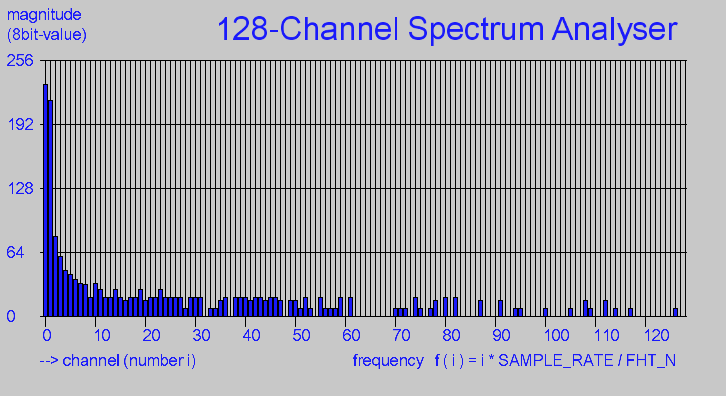 magnitude
(8bit-value)
128-Channel Spectrum Analyser
256
192
128
64
0
0 10 20 30 40 50 60 70 80 90 100 110 120
--> channel (number i) frequency f ( i ) = i * SAMPLE_RATE / FHT_N